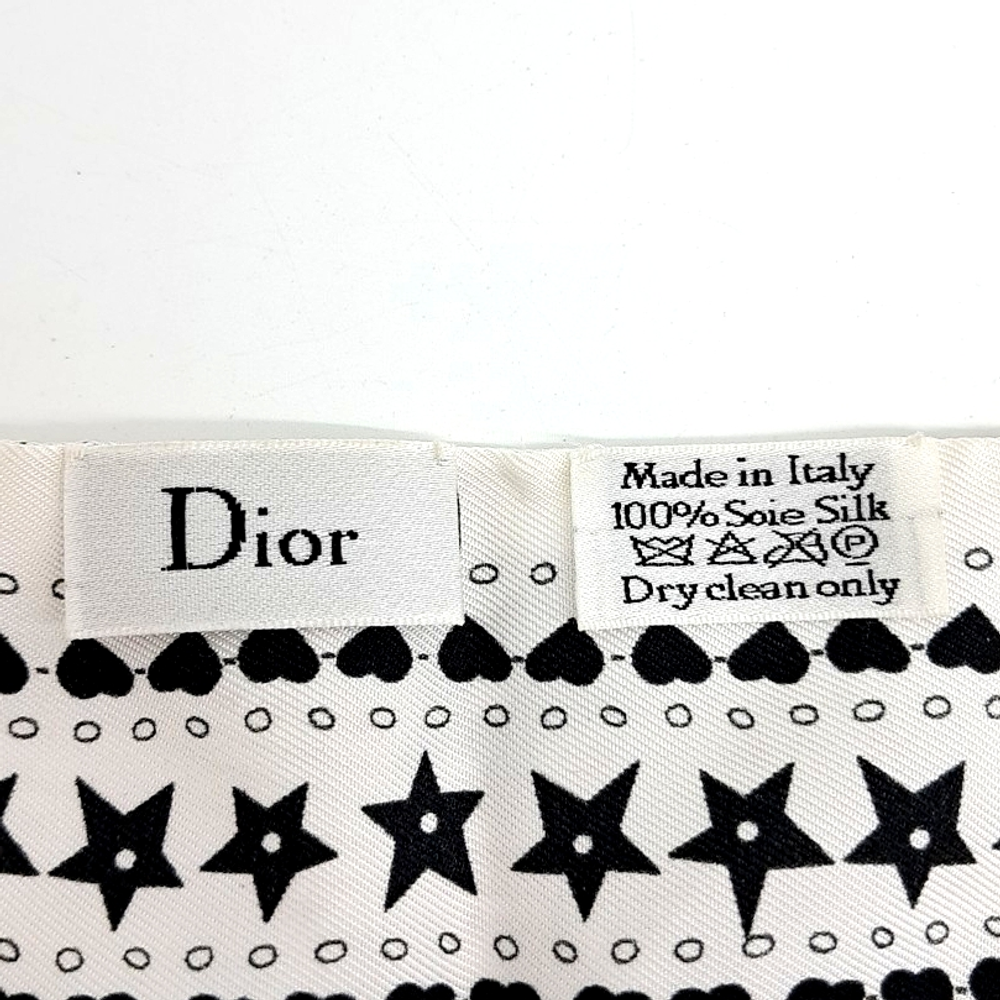 Dior
Made in Italy
100% Soie Silk
P
Dry clean only